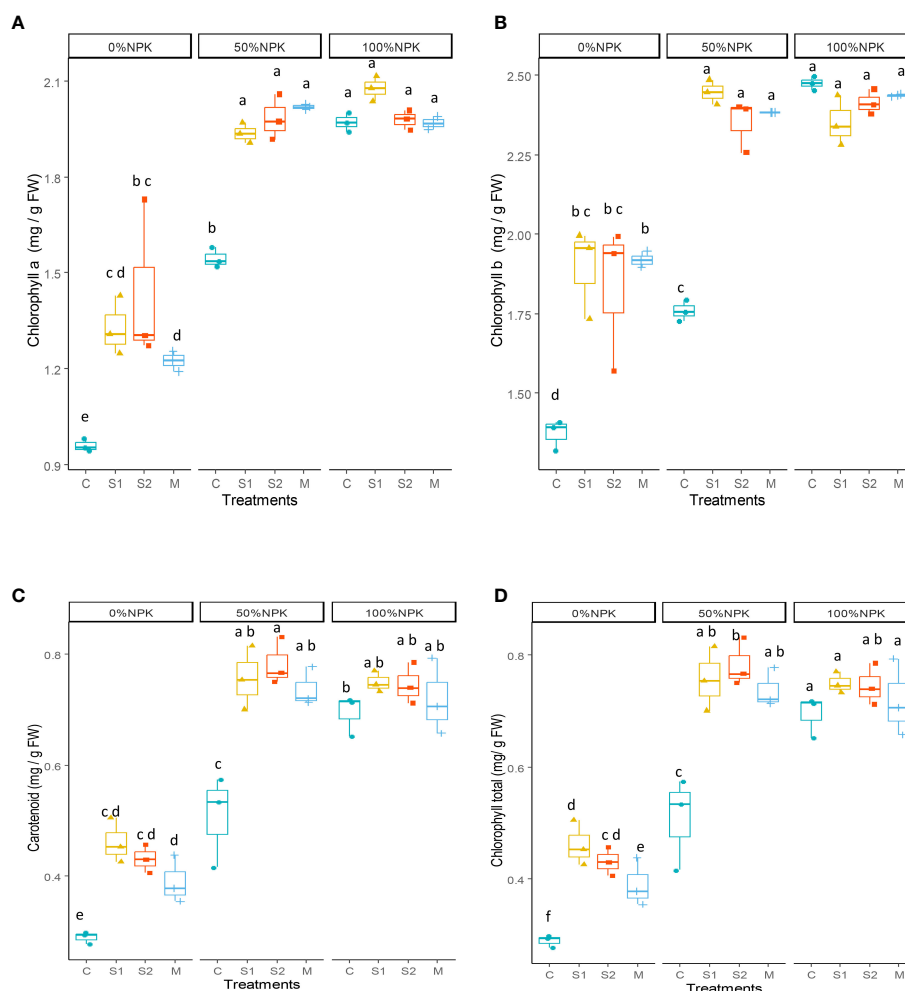 A
0%NPK 50%NPK 100%NPK
a
a a a
2.1
a a a
1.8
b c
b
1.5
c d
d
1.2
e
0.9
C S1 S2 M C S1 S2 M C S1 S2 M
Treatments
Chlorophyll a (mg / g FW)
B
0%NPK 50%NPK 100%NPK
a a a a
2.50
a a a
2.25
b c b c b
2.00
c
1.75
d
1.50
C S1 S2 M C S1 S2 M C S1 S2 M
Treatments
Chlorophyll b (mg / g FW)
C
0%NPK 50%NPK 100%NPK
a b a a b a b a b
0.8
a b
b
c
0.6
c d c d d
0.4
e
C S1 S2 M C S1 S2 M C S1 S2 M
Treatments
Carotenoid (mg / g FW)
D
0%NPK 50%NPK 100%NPK
a b b a b a a b a
0.8
a
c
0.6
d c d e
0.4
f
C S1 S2 M C S1 S2 M C S1 S2 M
Treatments
Chlorophyll total (mg/ g FW)